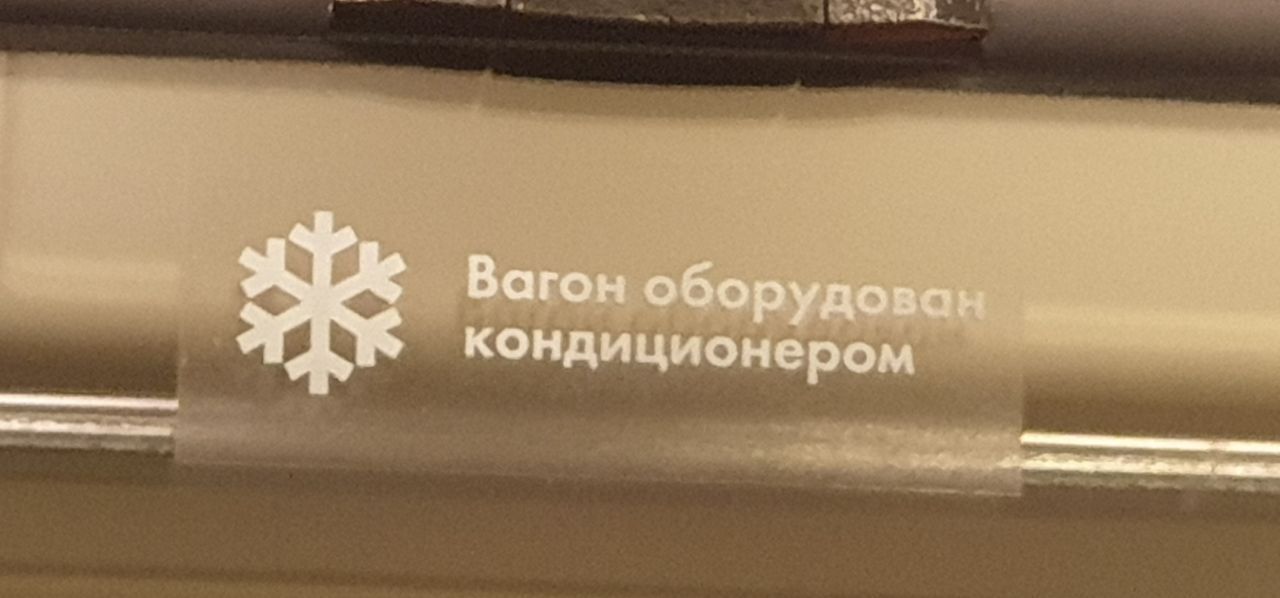 Вагон оборудован
кондиционером